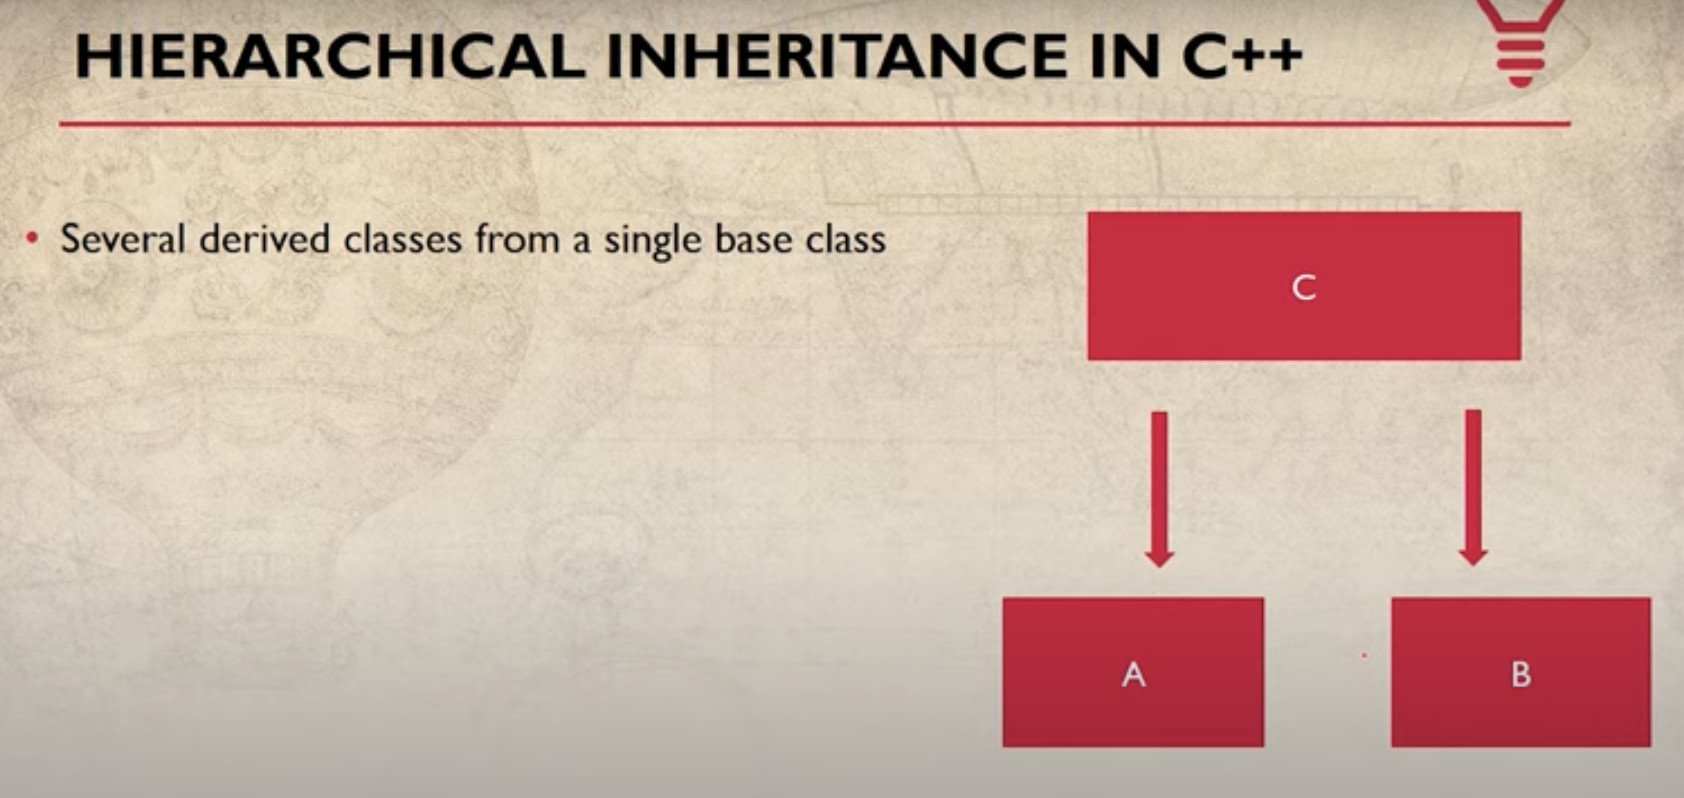 HIERARCHICAL INHERITANCE IN C++
• Several derived classes from a single base class
C
A
B